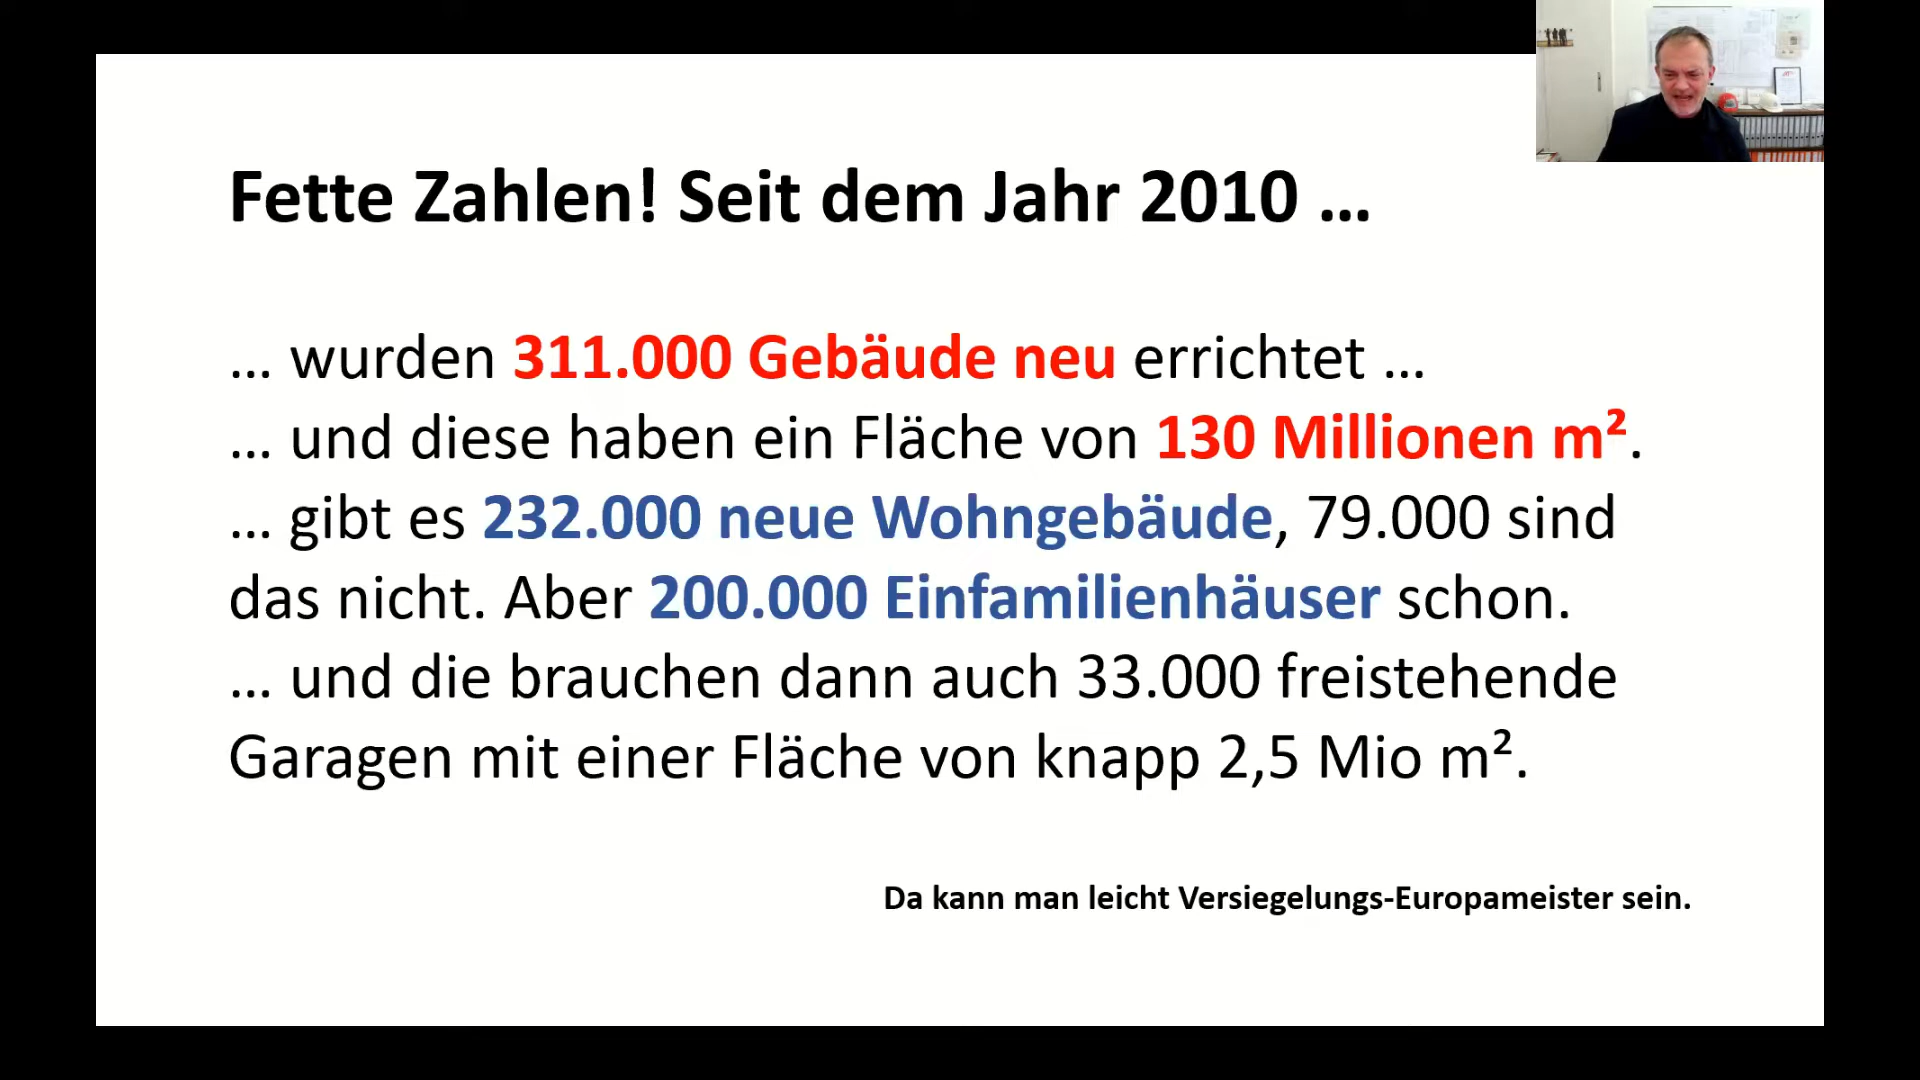 Fette Zahlen! Seit dem Jahr 2010 …
… wurden 311.000 Gebäude neu errichtet …
… und diese haben ein Fläche von 130 Millionen m².
… gibt es 232.000 neue Wohngebäude, 79.000 sind
das nicht. Aber 200.000 Einfamilienhäuser schon.
… und die brauchen dann auch 33.000 freistehende
Garagen mit einer Fläche von knapp 2,5 Mio m².
Da kann man leicht Versiegelungs-Europameister sein.